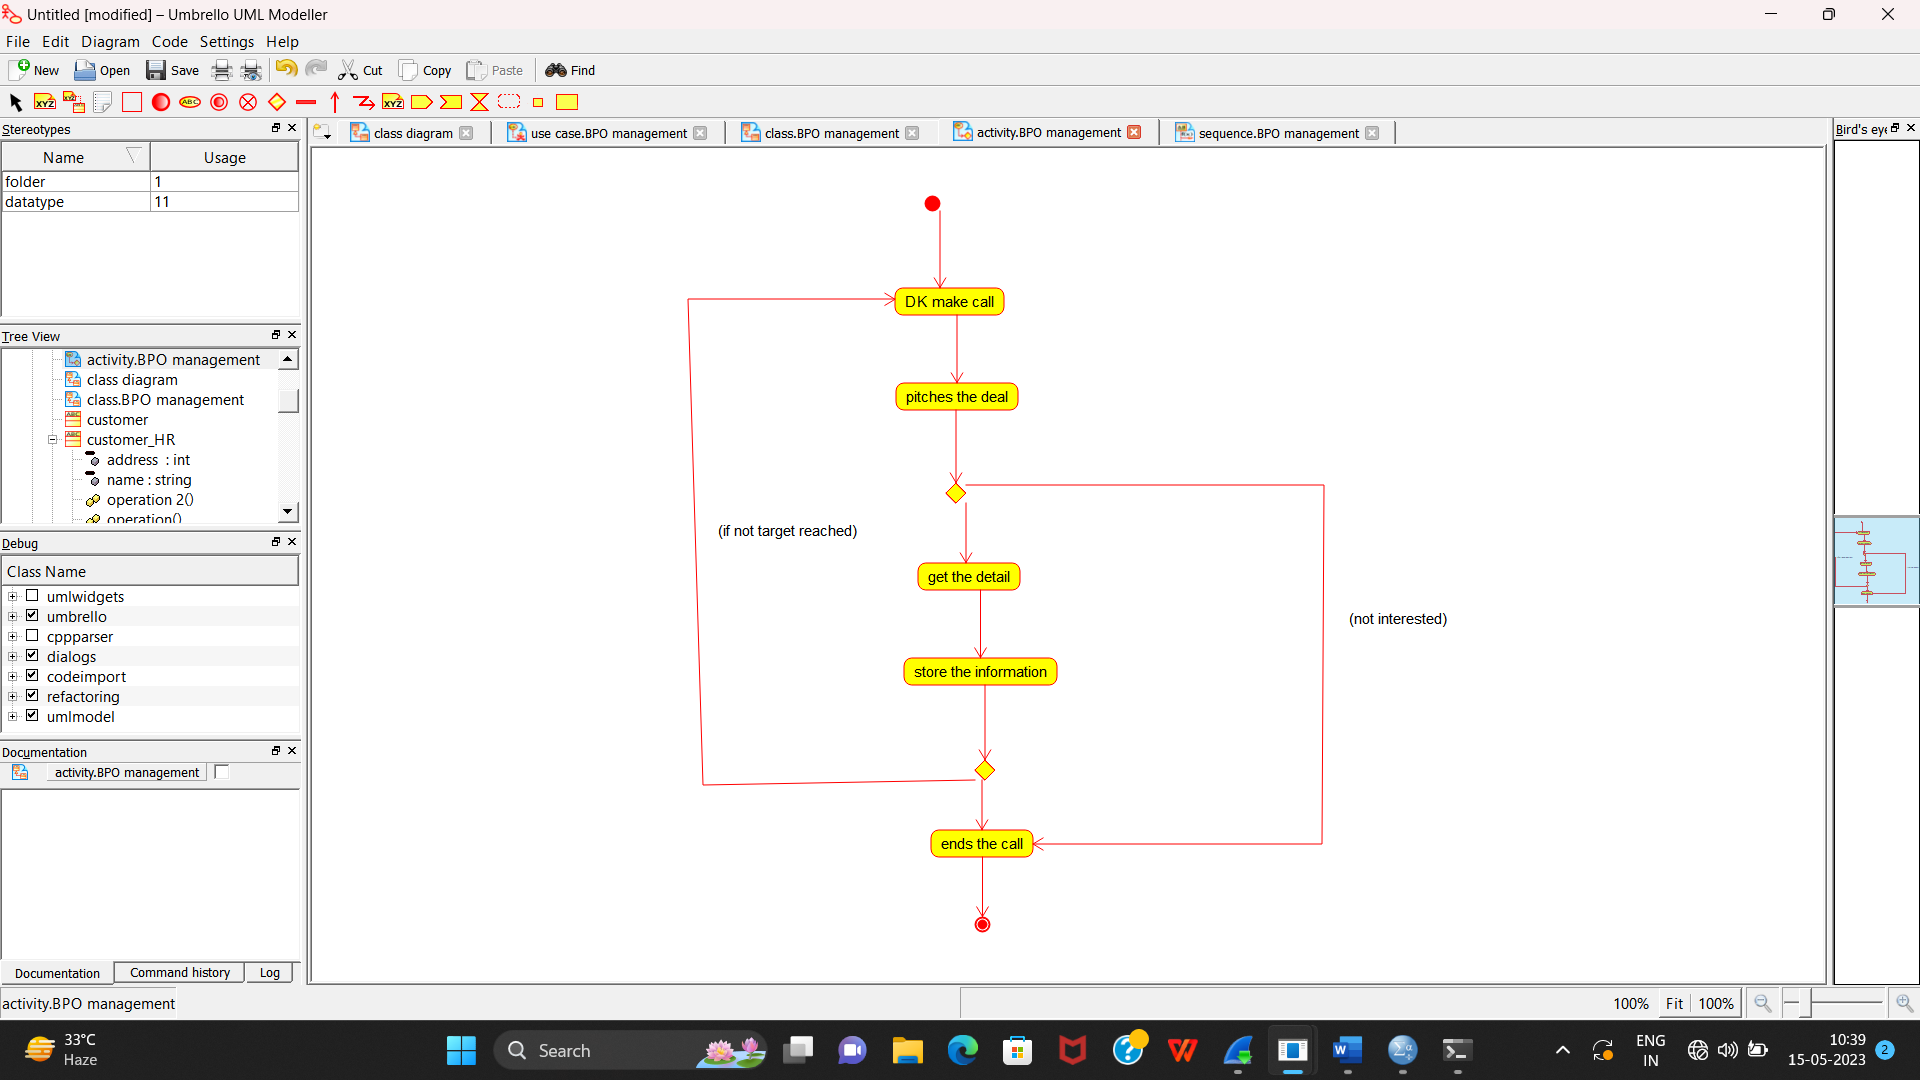 Untitled [modified] – Umbrello UML Modeller
File Edit Diagram Code Settings Help
New Open Save Cut Copy Paste Find
XYZ XYZ ABC XYZ
Stereotypes
Name Usage
folder 1
datatype 11
Tree View
activity.BPO management
class diagram
class.BPO management
customer
customer_HR
address : int
name : string
operation 2()
operation()
Debug
Class Name
umlwidgets
umbrello
cppparser
dialogs
codeimport
refactoring
umlmodel
Documentation
activity.BPO management
Documentation Command history Log
class diagram use case.BPO management class.BPO management activity.BPO management sequence.BPO management
DK make call
pitches the deal
(if not target reached)
get the detail
(not interested)
store the information
ends the call
Bird's eye
activity.BPO management
100% Fit 100%
33°C
Haze
Search
ENG
IN
10:39
15-05-2023
2